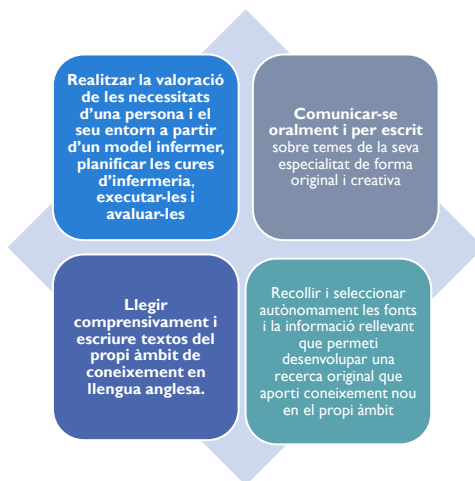 Realitzar la valoració
de les necessitats
d'una persona i el
seu entorn a partir
d'un model infermer,
planificar les cures
d'infermeria,
executar-les i
avaluar-les
Comunicar-se
oralment i per escrit
sobre temes de la seva
especialitat de forma
original i creativa
Llegir
comprensivament i
escriure textos del
propi àmbit de
coneixement en
llengua anglesa.
Recollir i seleccionar
autònomament les fonts
i la informació rellevant
que permeti
desenvolupar una
recerca original que
aporti coneixement nou
en el propi àmbit